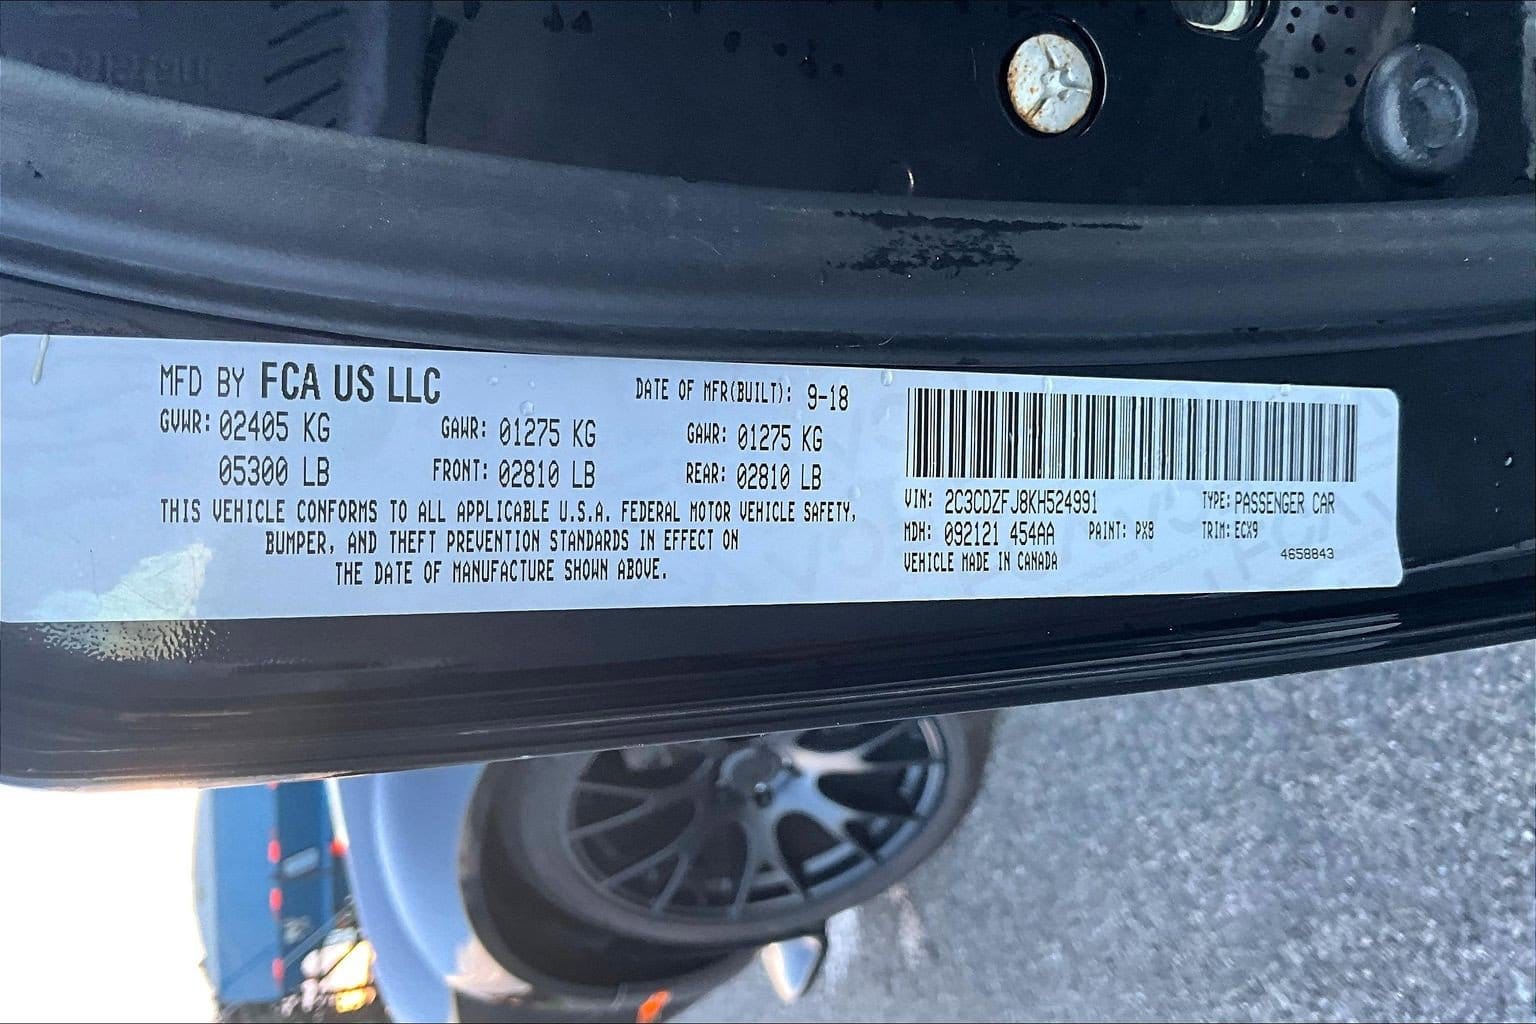 MFD BY FCA US LLC DATE OF MFR(BUILT): 9-18
GVWR: 02405 KG GAWR: 01275 KG GAWR: 01275 KG
05300 LB FRONT: 02810 LB REAR: 02810 LB
THIS VEHICLE CONFORMS TO ALL APPLICABLE U.S.A. FEDERAL MOTOR VEHICLE SAFETY,
BUMPER, AND THEFT PREVENTION STANDARDS IN EFFECT ON
THE DATE OF MANUFACTURE SHOWN ABOVE.
VIN: 2C3CDZFJ8KH524991 TYPE: PASSENGER CAR
MDH: 092121 454AA PAINT: PX8 TRIM: ECX9
VEHICLE MADE IN CANADA 4658843